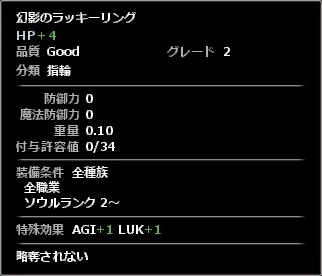 幻影のラッキーリング
HP+4
品質 Good グレード 2
分類 指輪
防御力 0
魔法防御力 0
重量 0.10
付与許容値 0/34
装備条件 全種族
全職業
ソウルランク 2～
特殊効果 AGI+1 LUK+1
略奪されない